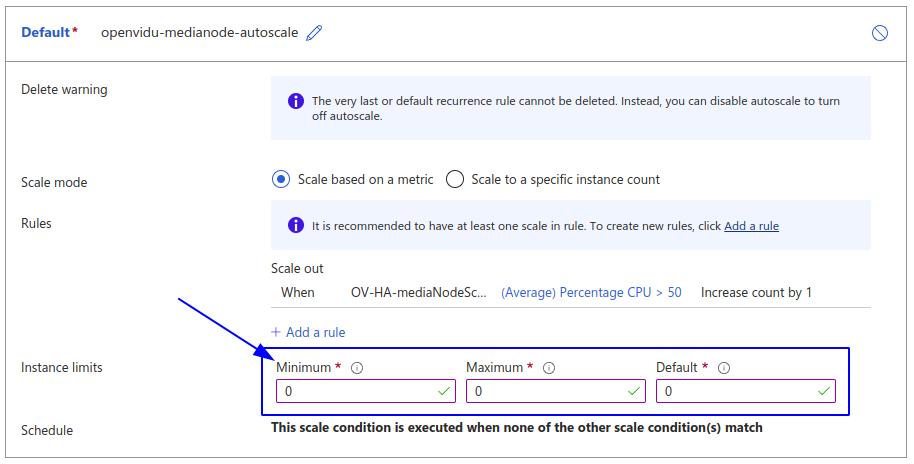 Default* openvidu-medianode-autoscale
Delete warning
The very last or default recurrence rule cannot be deleted. Instead, you can disable autoscale to turn
off autoscale.
Scale mode
Scale based on a metric Scale to a specific instance count
Rules
It is recommended to have at least one scale in rule. To create new rules, click Add a rule
Scale out
When OV-HA-mediaNodeSc... (Average) Percentage CPU > 50 Increase count by 1
+ Add a rule
Instance limits
Minimum * Maximum * Default *
0 0 0
Schedule
This scale condition is executed when none of the other scale condition(s) match